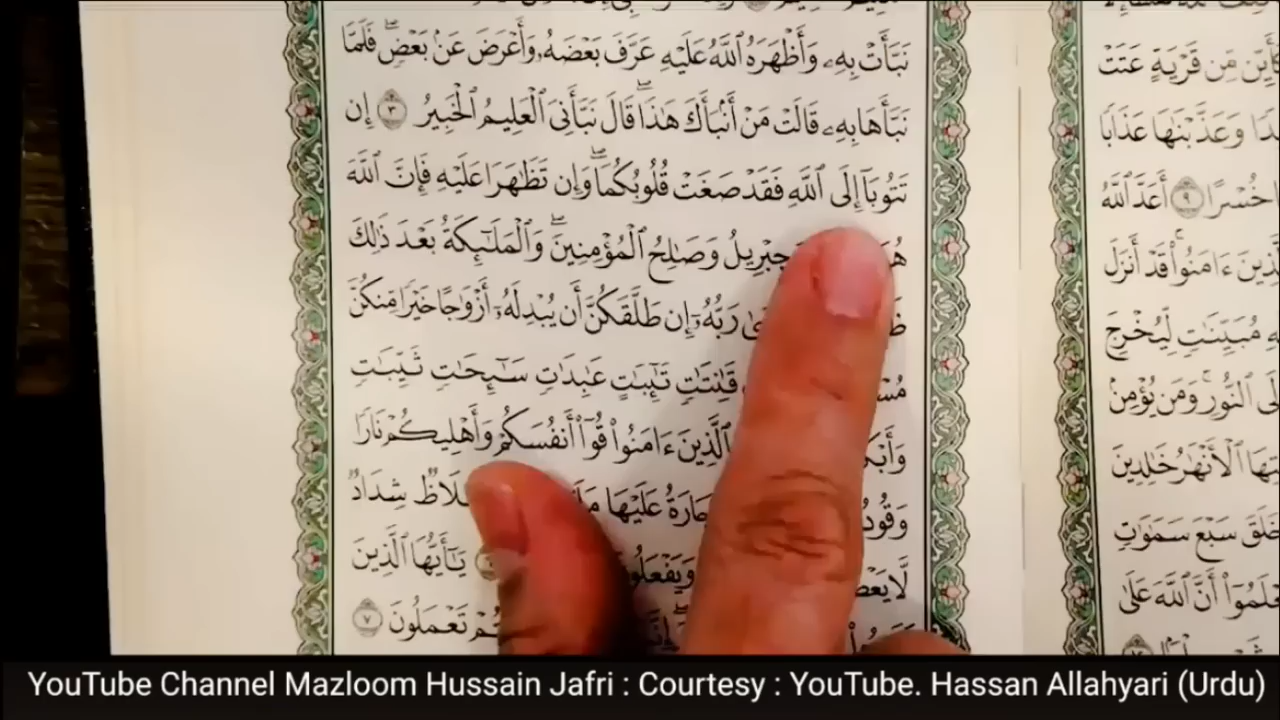 نَبَّأَتْ بِهِۦ وَأَظْهَرَهُ ٱللَّهُ عَلَيْهِ عَرَّفَ بَعْضَهُۥ وَأَعْرَضَ عَنۢ بَعْضٍۖ فَلَمَّا
نَبَّأَهَا بِهِۦ قَالَتْ مَنْ أَنۢبَأَكَ هَٰذَاۖ قَالَ نَبَّأَنِىَ ٱلْعَلِيمُ ٱلْخَبِيرُ ٣ إِن
تَتُوبَآ إِلَى ٱللَّهِ فَقَدْ صَغَتْ قُلُوبُكُمَاۖ وَإِن تَظَٰهَرَا عَلَيْهِ فَإِنَّ ٱللَّهَ
جِبْرِيلُ وَصَٰلِحُ ٱلْمُؤْمِنِينَۖ وَٱلْمَلَٰٓئِكَةُ بَعْدَ ذَٰلِكَ
رَبُّهُۥٓ إِن طَلَّقَكُنَّ أَن يُبْدِلَهُۥٓ أَزْوَٰجًا خَيْرًا مِّنكُنَّ
قَٰنِتَٰتٍ تَٰٓئِبَٰتٍ عَٰبِدَٰتٍ سَٰٓئِحَٰتٍ ثَيِّبَٰتٍ
ٱلَّذِينَ ءَامَنُوا۟ قُوٓا۟ أَنفُسَكُمْ وَأَهْلِيكُمْ نَارًا
عَلَيْهَا شِدَادٌ
لَّا يَٰٓأَيُّهَا ٱلَّذِينَ
تَعْمَلُونَ ٧
مِّن قَرْيَةٍ عَتَتْ
وَعَذَّبْنَٰهَا عَذَابًا
خُسْرًا ٩ أَعَدَّ ٱللَّهُ
ءَامَنُوا۟ۚ قَدْ أَنزَلَ
مُبَيِّنَٰتٍ لِّيُخْرِجَ
ٱلنُّورِۚ وَمَن يُؤْمِنۢ
ٱلْأَنْهَٰرُ خَٰلِدِينَ
خَلَقَ سَبْعَ سَمَٰوَٰتٍ
أَنَّ ٱللَّهَ عَلَىٰ
YouTube Channel Mazloom Hussain Jafri : Courtesy : YouTube. Hassan Allahyari (Urdu)